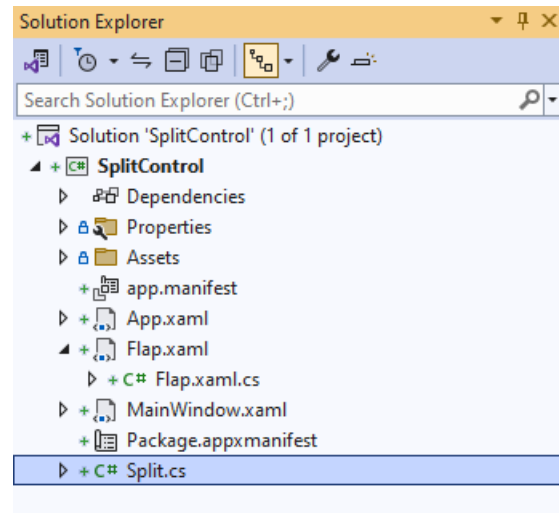 Solution Explorer
Search Solution Explorer (Ctrl+;)
Solution 'SplitControl' (1 of 1 project)
C# SplitControl
Dependencies
Properties
Assets
app.manifest
App.xaml
Flap.xaml
C# Flap.xaml.cs
MainWindow.xaml
Package.appxmanifest
C# Split.cs